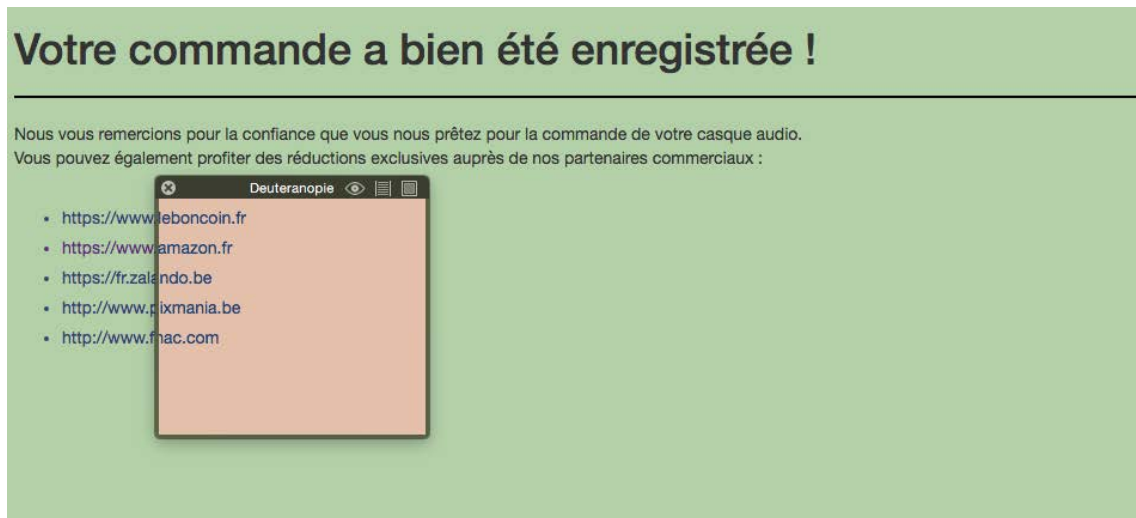 Votre commande a bien été enregistrée !
Nous vous remercions pour la confiance que vous nous prêtez pour la commande de votre casque audio.
Vous pouvez également profiter des réductions exclusives auprès de nos partenaires commerciaux :
Deuteranopie
• https://www.leboncoin.fr
• https://www.amazon.fr
• https://fr.zalando.be
• http://www.pixmania.be
• http://www.fnac.com